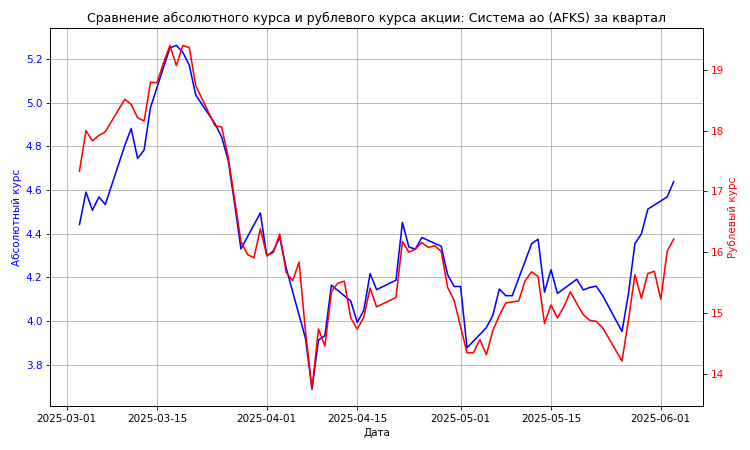 Сравнение абсолютного курса и рублевого курса акции: Система ао (AFKS) за квартал
Абсолютный курс
5.2
5.0
4.8
4.6
4.4
4.2
4.0
3.8
19
18
17
16
15
14
Рублевый курс
2025-03-01 2025-03-15 2025-04-01 2025-04-15 2025-05-01 2025-05-15 2025-06-01
Дата